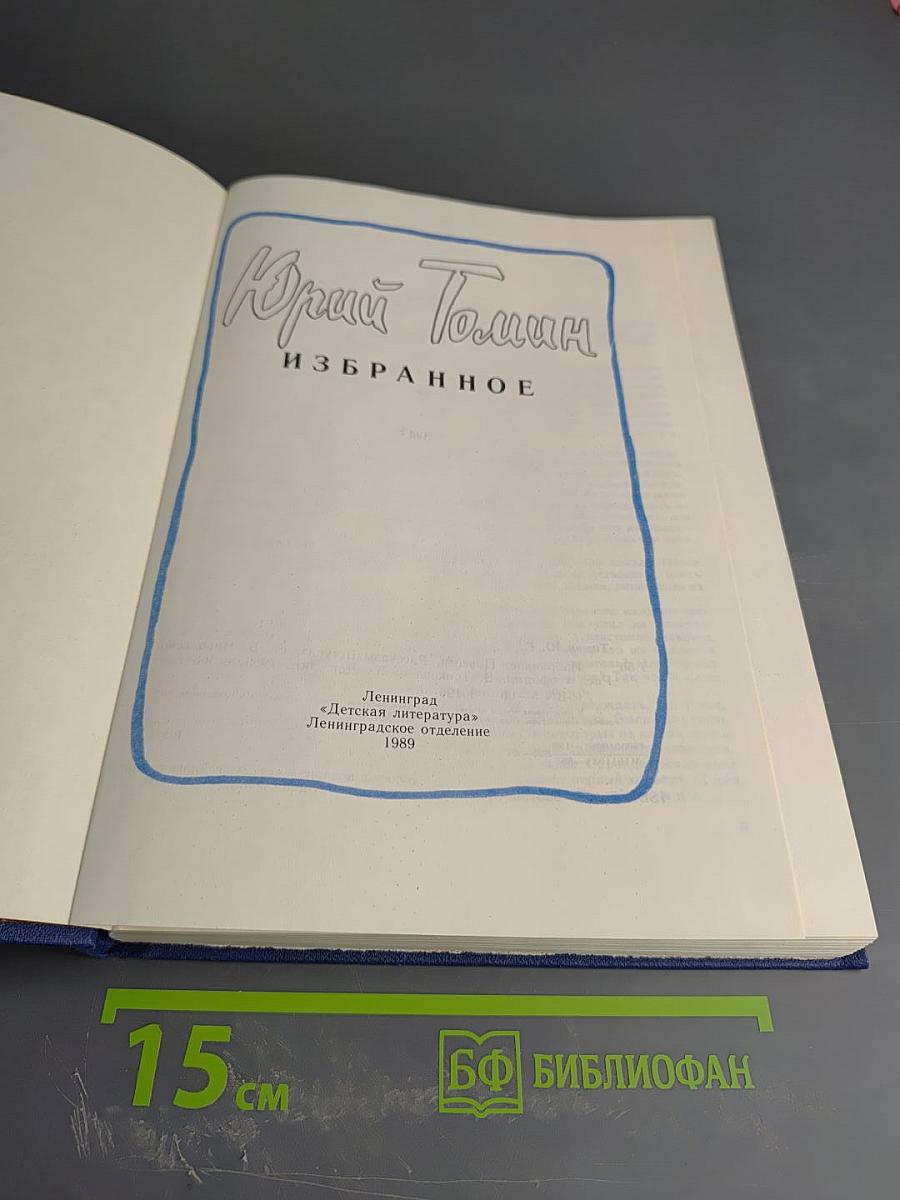 Юрий Томин
ИЗБРАННОЕ
Ленинград
«Детская литература»
Ленинградское отделение
1989
15 см
БФ БИБЛИОФАН